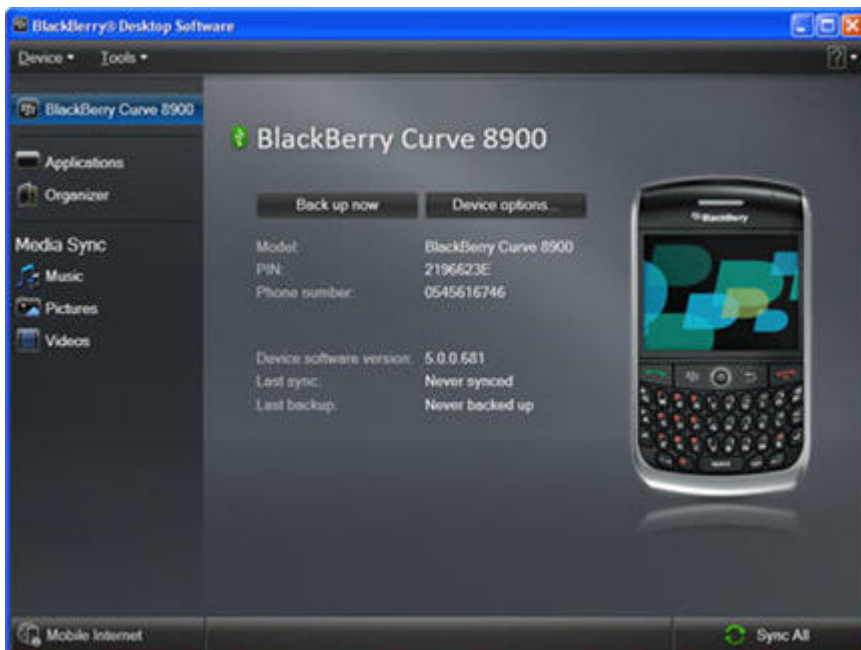 BlackBerry® Desktop Software
Device Tools ?
BlackBerry Curve 8900
Applications
Organizer
Media Sync
Music
Pictures
Videos
BlackBerry Curve 8900
Back up now Device options...
Model: BlackBerry Curve 8900
PIN: 2196623E
Phone number: 0545616746
Device software version: 5.0.0.681
Last sync: Never synced
Last backup: Never backed up
BlackBerry
Mobile Internet Sync All